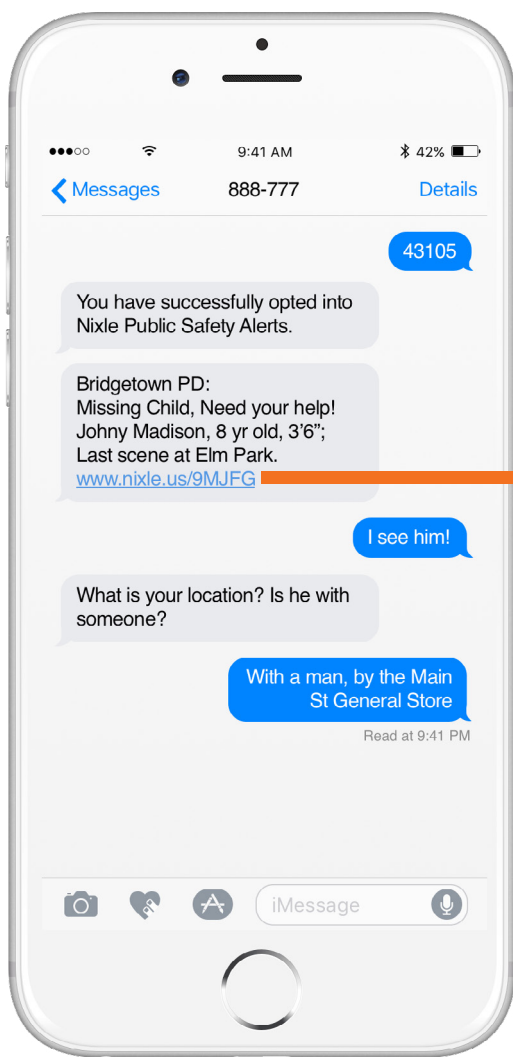 9:41 AM
42%
Messages
888-777
Details
43105
You have successfully opted into
Nixle Public Safety Alerts.
Bridgetown PD:
Missing Child, Need your help!
Johny Madison, 8 yr old, 3’6”;
Last scene at Elm Park.
www.nixle.us/9MJFG
I see him!
What is your location? Is he with
someone?
With a man, by the Main
St General Store
Read at 9:41 PM
iMessage